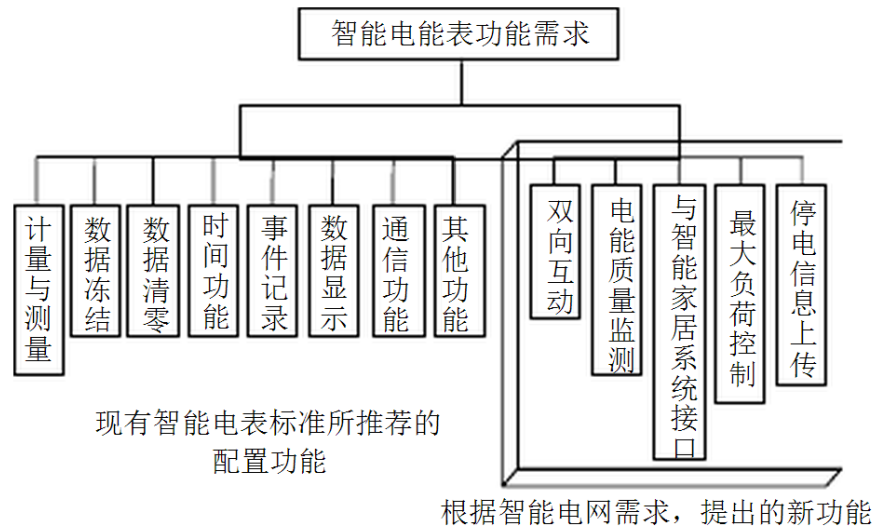 智能电能表功能需求
计量与测量
数据冻结
数据清零
时间功能
事件记录
数据显示
通信功能
其他功能
双向互动
电能质量监测
与智能家居系统接口
最大负荷控制
停电信息上传
现有智能电表标准所推荐的
配置功能
根据智能电网需求，提出的新功能